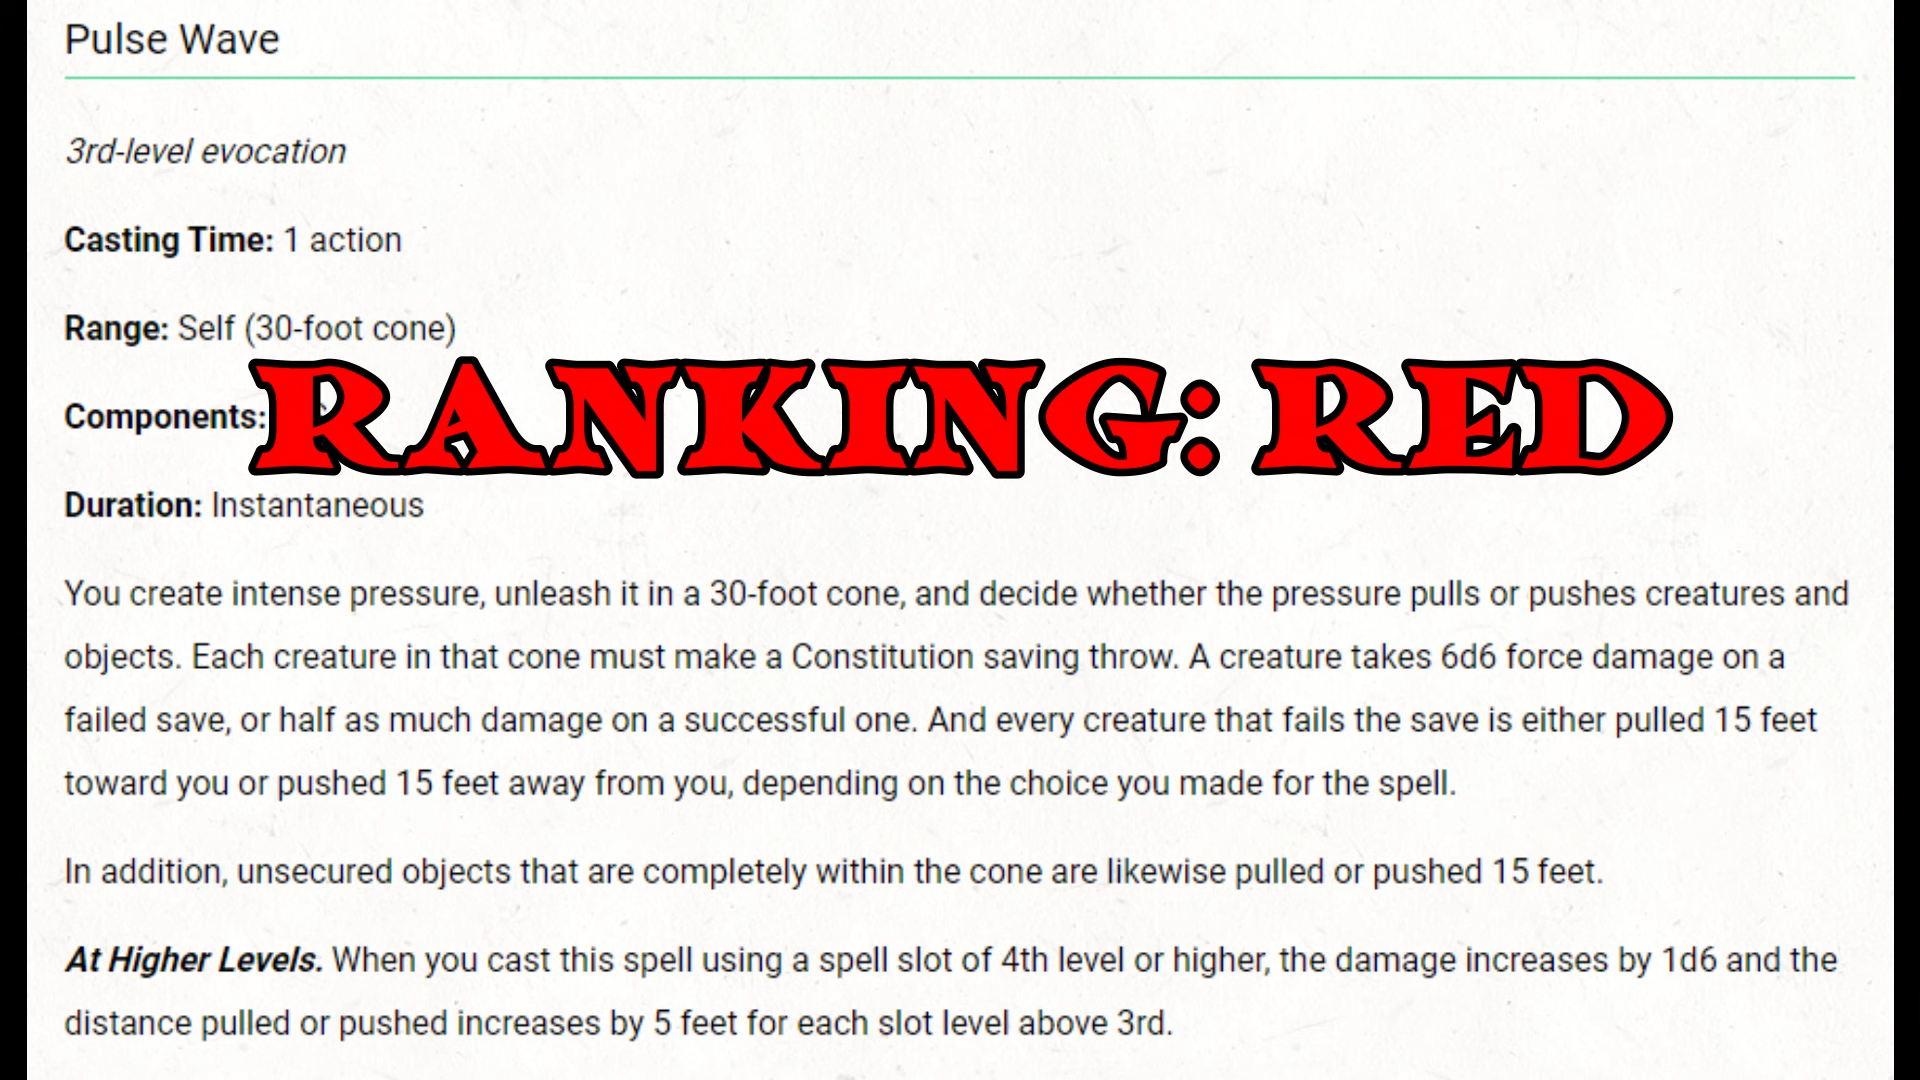 Pulse Wave
3rd-level evocation
Casting Time: 1 action
Range: Self (30-foot cone)
RANKING: RED
Components:
Duration: Instantaneous
You create intense pressure, unleash it in a 30-foot cone, and decide whether the pressure pulls or pushes creatures and
objects. Each creature in that cone must make a Constitution saving throw. A creature takes 6d6 force damage on a
failed save, or half as much damage on a successful one. And every creature that fails the save is either pulled 15 feet
toward you or pushed 15 feet away from you, depending on the choice you made for the spell.
In addition, unsecured objects that are completely within the cone are likewise pulled or pushed 15 feet.
At Higher Levels. When you cast this spell using a spell slot of 4th level or higher, the damage increases by 1d6 and the
distance pulled or pushed increases by 5 feet for each slot level above 3rd.